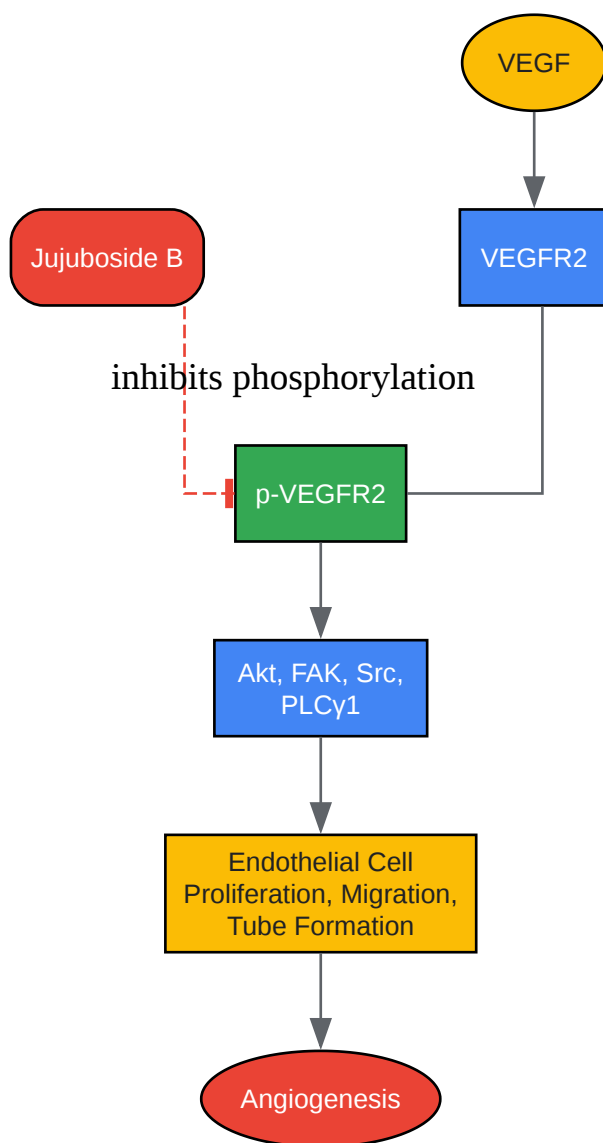 VEGF
Jujuboside B
VEGFR2
inhibits phosphorylation
p-VEGFR2
Akt, FAK, Src,
PLCγ1
Endothelial Cell
Proliferation, Migration,
Tube Formation
Angiogenesis